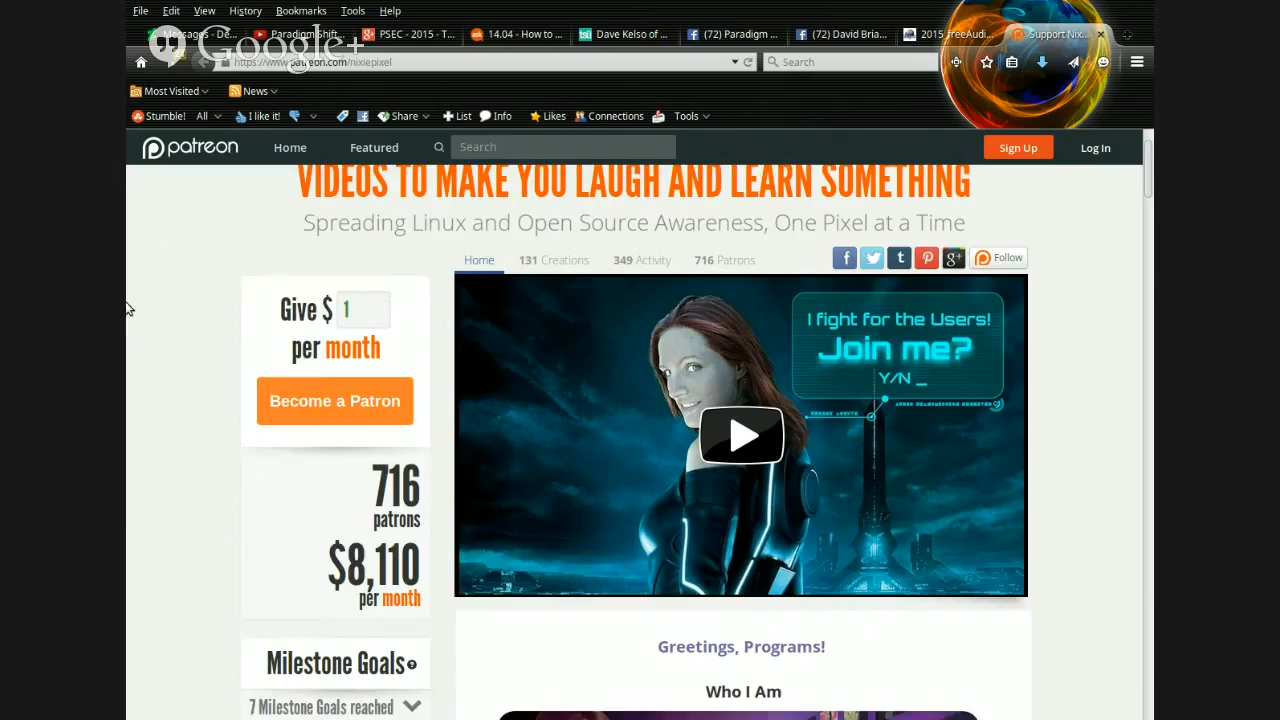 File Edit View History Bookmarks Tools Help
Messages - De... Paradigm Shift... PSEC - 2015 - T... 14.04 - How to ... Dave Kelso of ... (72) Paradigm ... (72) David Bria... 2015_freeAudi... Support Nix...
Google+
https://www.patreon.com/nixiepixel Search
Most Visited News
Stumble! All I like it! Share List Info Likes Connections Tools
patreon Home Featured Search Sign Up Log In
VIDEOS TO MAKE YOU LAUGH AND LEARN SOMETHING
Spreading Linux and Open Source Awareness, One Pixel at a Time
Home 131 Creations 349 Activity 716 Patrons Follow
Give $ 1
per month
Become a Patron
716
patrons
$8,110
per month
Milestone Goals
7 Milestone Goals reached
I fight for the Users!
Join me?
Y/N _
Greetings, Programs!
Who I Am